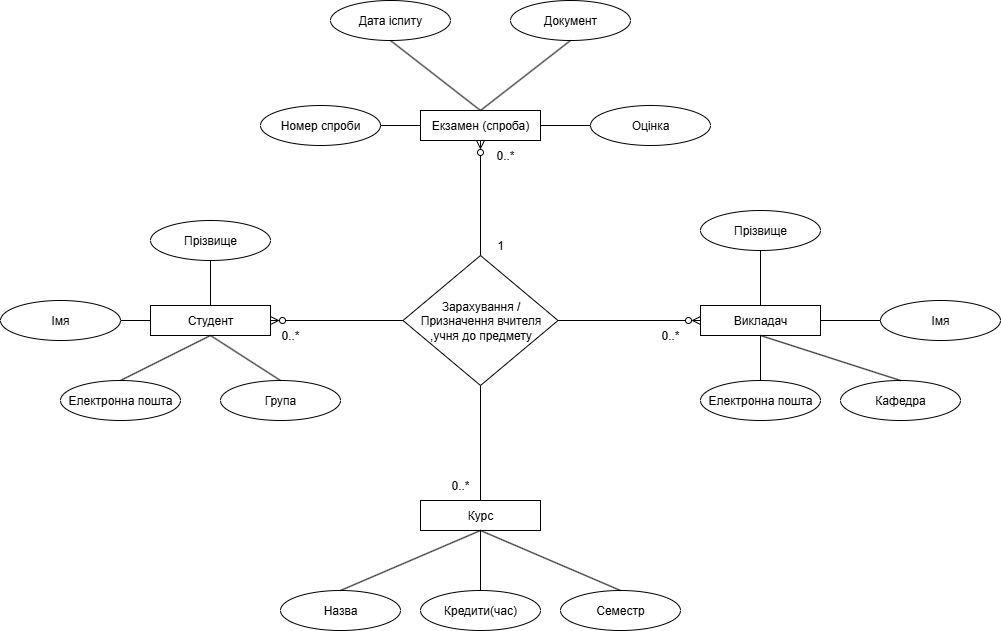 Дата іспиту
Документ
Номер спроби
Екзамен (спроба)
Оцінка
0..*
Прізвище
Прізвище
1
Імя
Студент
0..*
Зарахування /
Призначення вчителя
,учня до предмету
0..*
Викладач
Імя
Електронна пошта
Група
Електронна пошта
Кафедра
0..*
Курс
Назва
Кредити(час)
Семестр